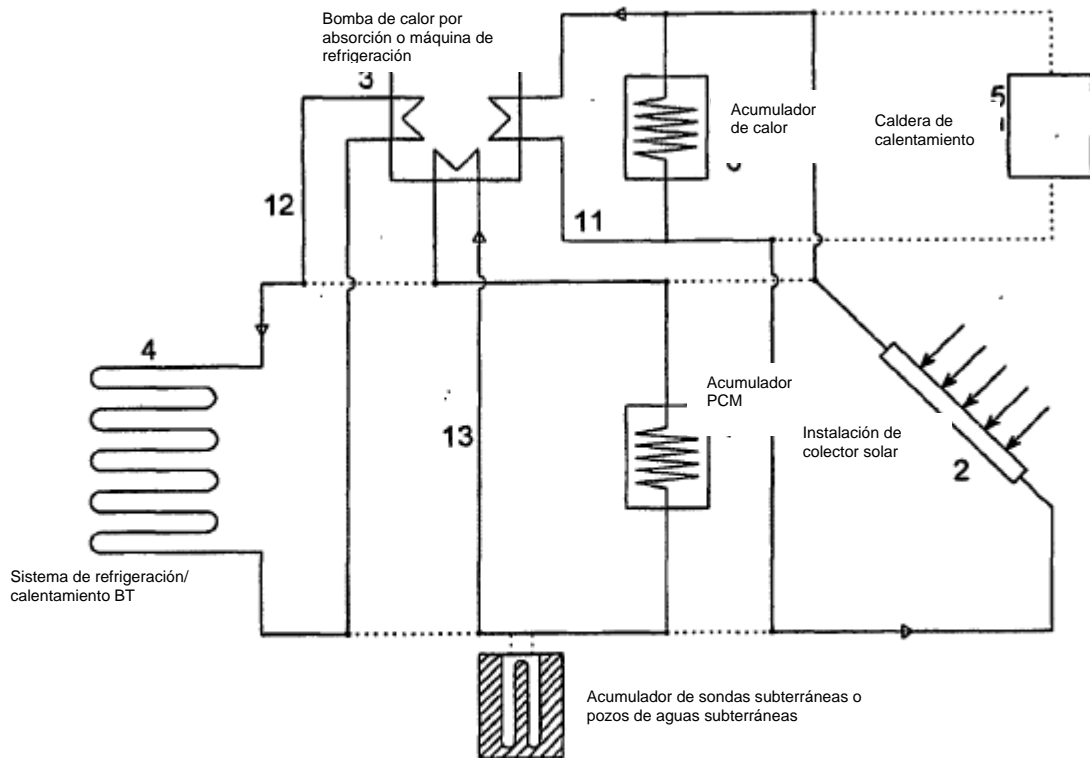 Bomba de calor por
absorción o máquina de
refrigeración
3
Acumulador
de calor
Caldera de
calentamiento
5
12
11
4
13
Acumulador
PCM
Instalación de
colector solar
2
Sistema de refrigeración/
calentamiento BT
Acumulador de sondas subterráneas o
pozos de aguas subterráneas